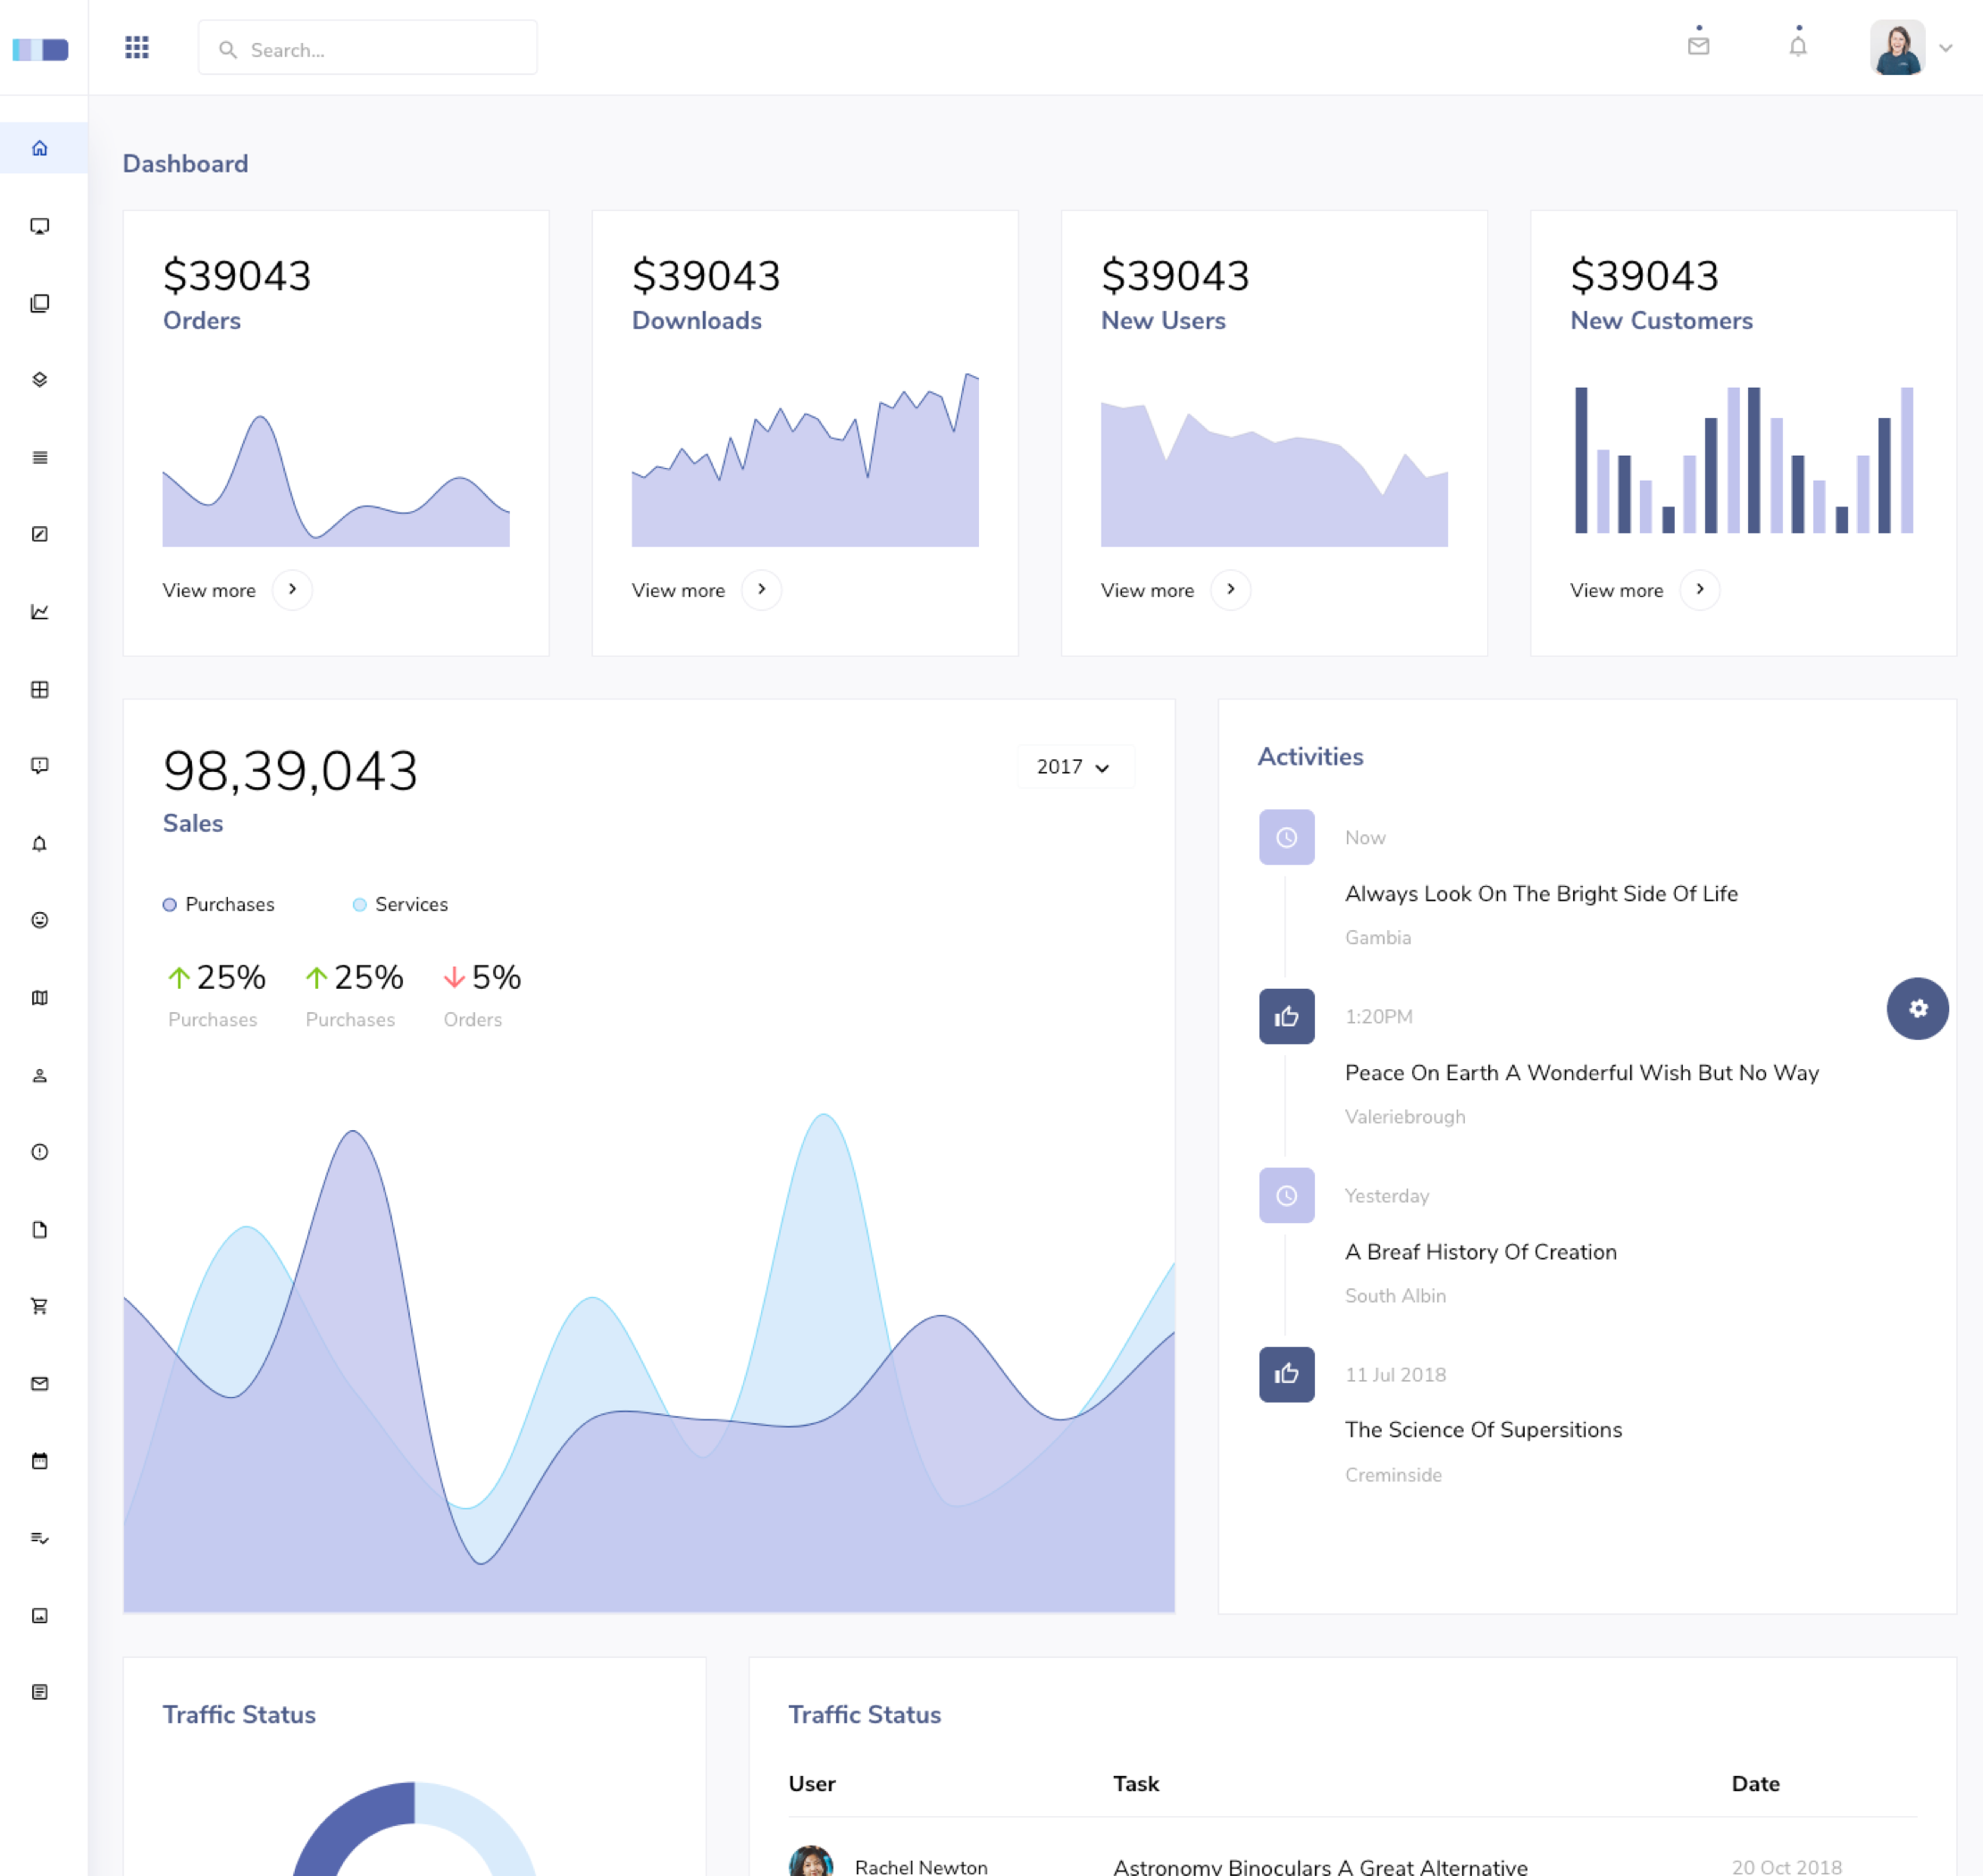 Search...
Dashboard
$39043
Orders
View more
$39043
Downloads
View more
$39043
New Users
View more
$39043
New Customers
View more
98,39,043
Sales
2017
Purchases Services
25% 25% 5%
Purchases Purchases Orders
Activities
Now
Always Look On The Bright Side Of Life
Gambia
1:20PM
Peace On Earth A Wonderful Wish But No Way
Valeriebrough
Yesterday
A Breaf History Of Creation
South Albin
11 Jul 2018
The Science Of Supersitions
Creminside
Traffic Status
Traffic Status
User Task Date
Rachel Newton Astronomy Binoculars A Great Alternative 20 Oct 2018